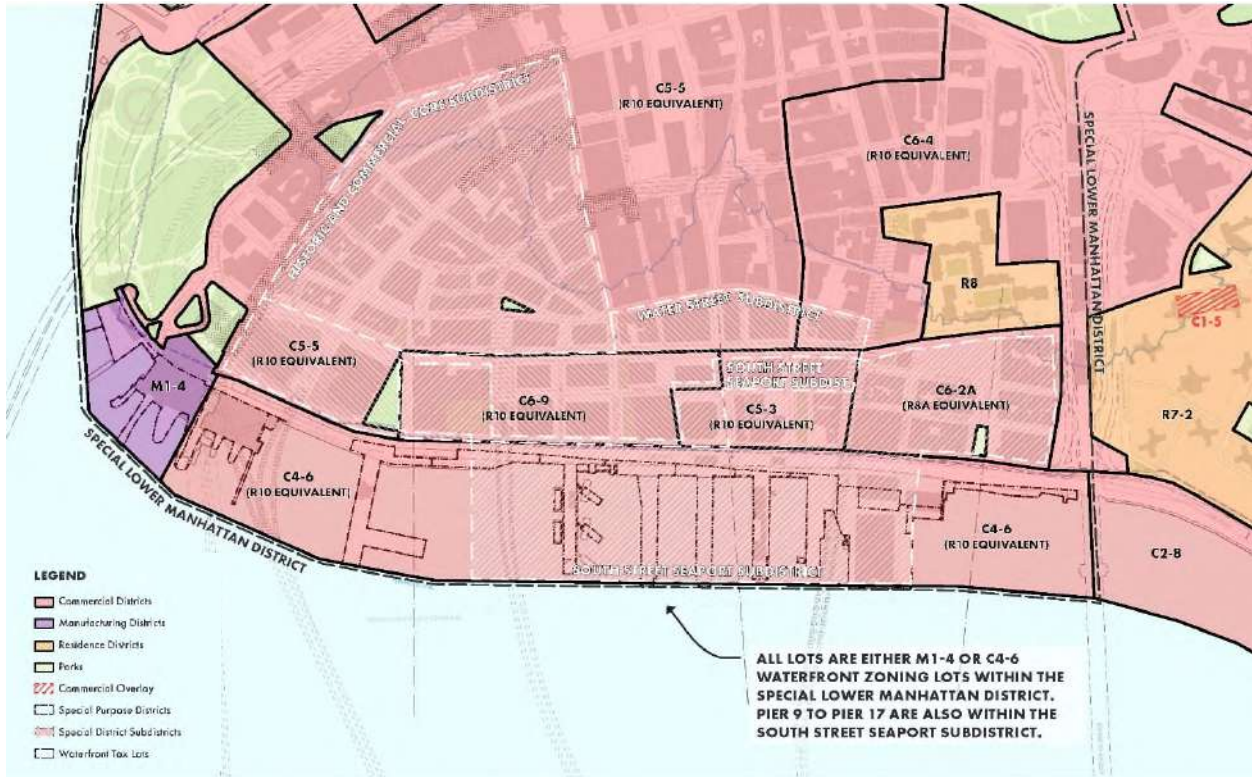 C5-5
(R10 EQUIVALENT)
HISTORIC AND COMMERCIAL CORE SUBDISTRICT
C6-4
(R10 EQUIVALENT)
SPECIAL LOWER MANHATTAN DISTRICT
R8
WATER STREET SUBDISTRICT
C1-5
C5-5
(R10 EQUIVALENT)
SOUTH STREET
SEAPORT SUBDIST.
M1-4
C6-9
(R10 EQUIVALENT)
C5-3
(R10 EQUIVALENT)
C6-2A
(R8A EQUIVALENT)
R7-2
SPECIAL LOWER MANHATTAN DISTRICT
C4-6
(R10 EQUIVALENT)
C4-6
(R10 EQUIVALENT)
C2-8
SOUTH STREET SEAPORT SUBDISTRICT
LEGEND
Commercial Districts
Manufacturing Districts
Residence Districts
Parks
Commercial Overlay
Special Purpose Districts
Special District Subdistricts
Waterfront Tax Lots
ALL LOTS ARE EITHER M1-4 OR C4-6
WATERFRONT ZONING LOTS WITHIN THE
SPECIAL LOWER MANHATTAN DISTRICT.
PIER 9 TO PIER 17 ARE ALSO WITHIN THE
SOUTH STREET SEAPORT SUBDISTRICT.